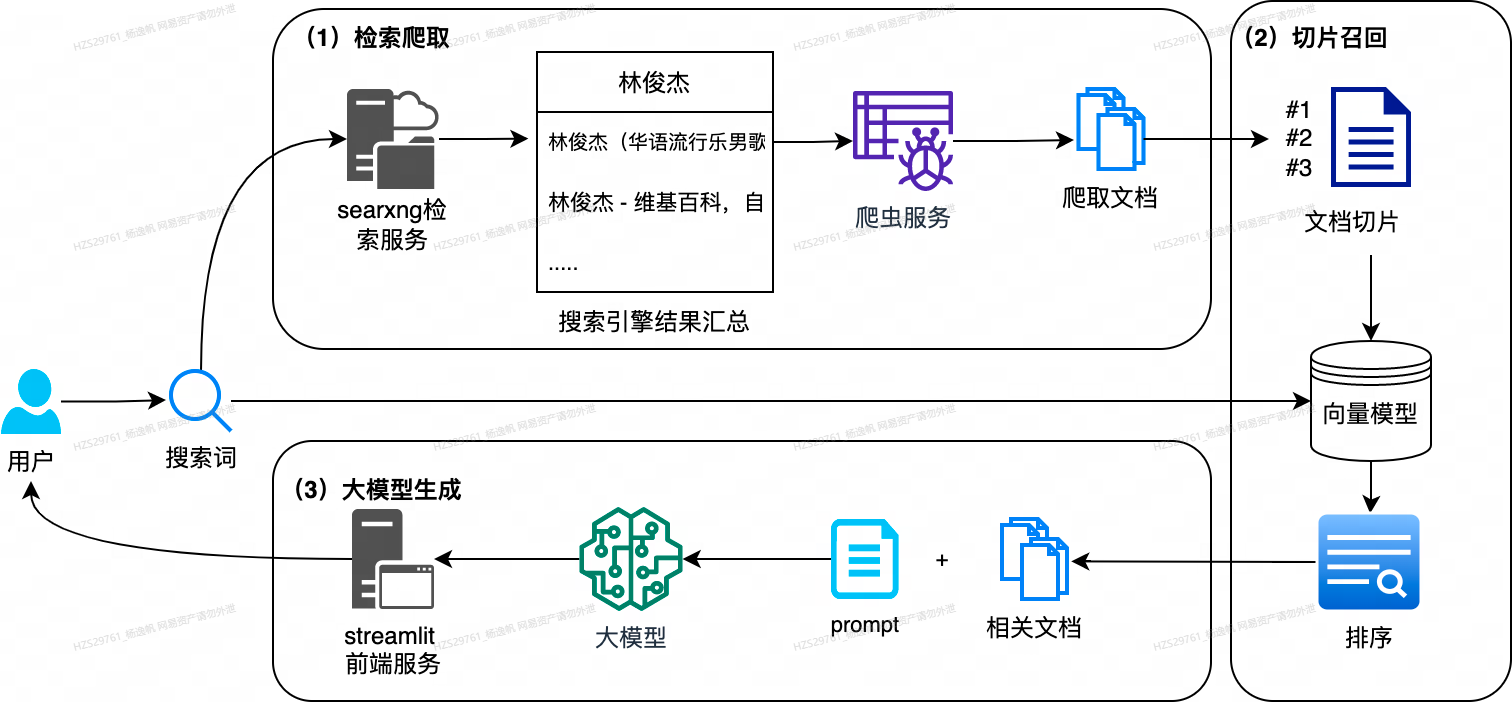 （1）检索爬取
（2）切片召回
林俊杰
林俊杰（华语流行乐男歌
林俊杰 - 维基百科，自
.....
搜索引擎结果汇总
searxng检
索服务
爬虫服务
爬取文档
#1
#2
#3
文档切片
向量模型
排序
用户
搜索词
（3）大模型生成
streamlit
前端服务
大模型
prompt
+
相关文档
HZS29761_杨逸帆 网易资产请勿外泄